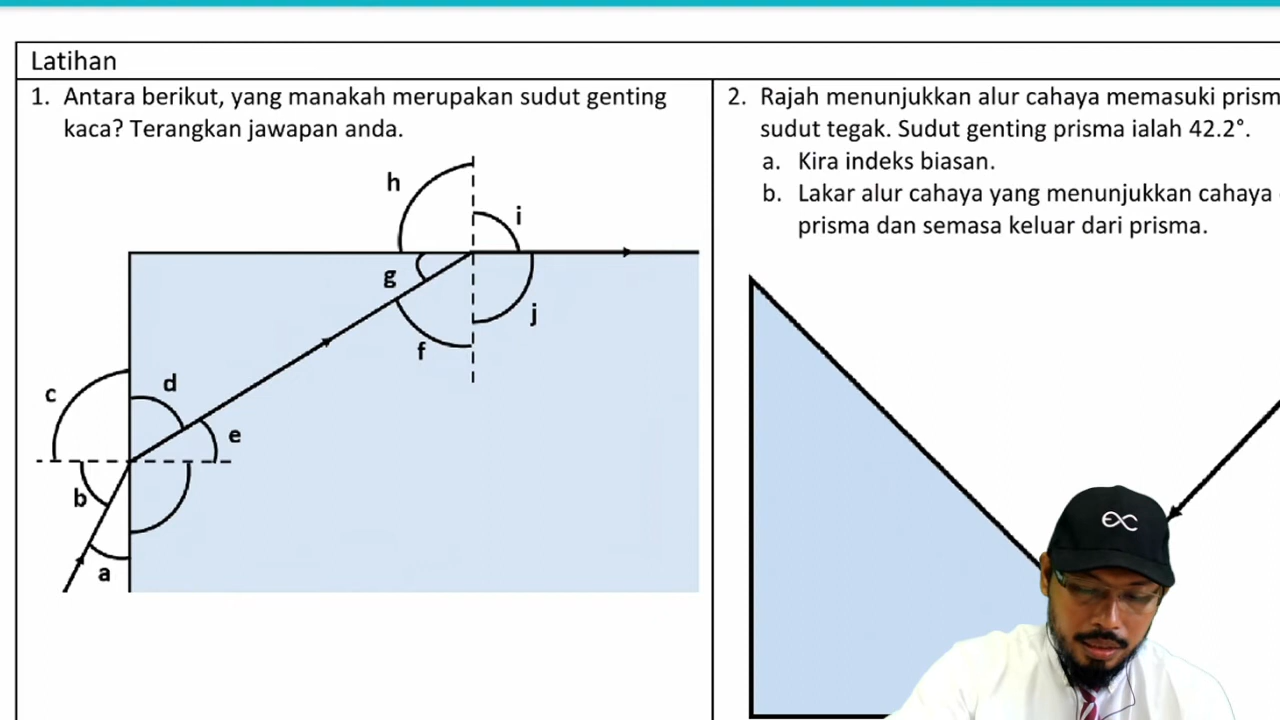 Latihan
1. Antara berikut, yang manakah merupakan sudut genting
kaca? Terangkan jawapan anda.
h
i
g
j
f
d
c
e
b
a
2. Rajah menunjukkan alur cahaya memasuki prism
sudut tegak. Sudut genting prisma ialah 42.2°.
a. Kira indeks biasan.
b. Lakar alur cahaya yang menunjukkan cahaya
prisma dan semasa keluar dari prisma.